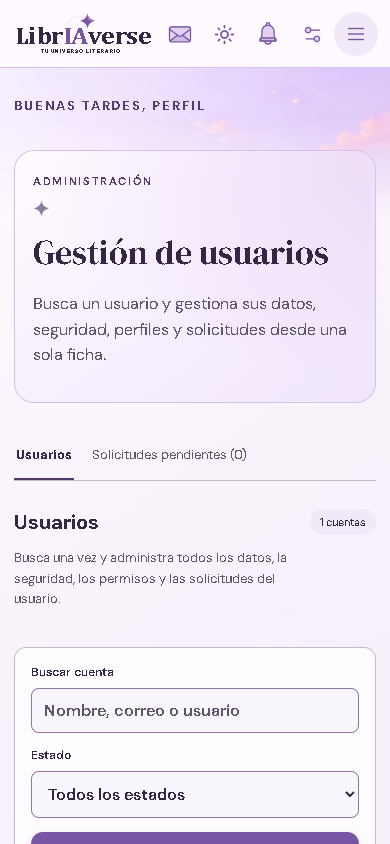 LibrIAverse
TU UNIVERSO LITERARIO
BUENAS TARDES, PERFIL
ADMINISTRACIÓN
Gestión de usuarios
Busca un usuario y gestiona sus datos,
seguridad, perfiles y solicitudes desde una
sola ficha.
Usuarios
Solicitudes pendientes (0)
Usuarios
1 cuentas
Busca una vez y administra todos los datos, la
seguridad, los permisos y las solicitudes del
usuario.
Buscar cuenta
Nombre, correo o usuario
Estado
Todos los estados